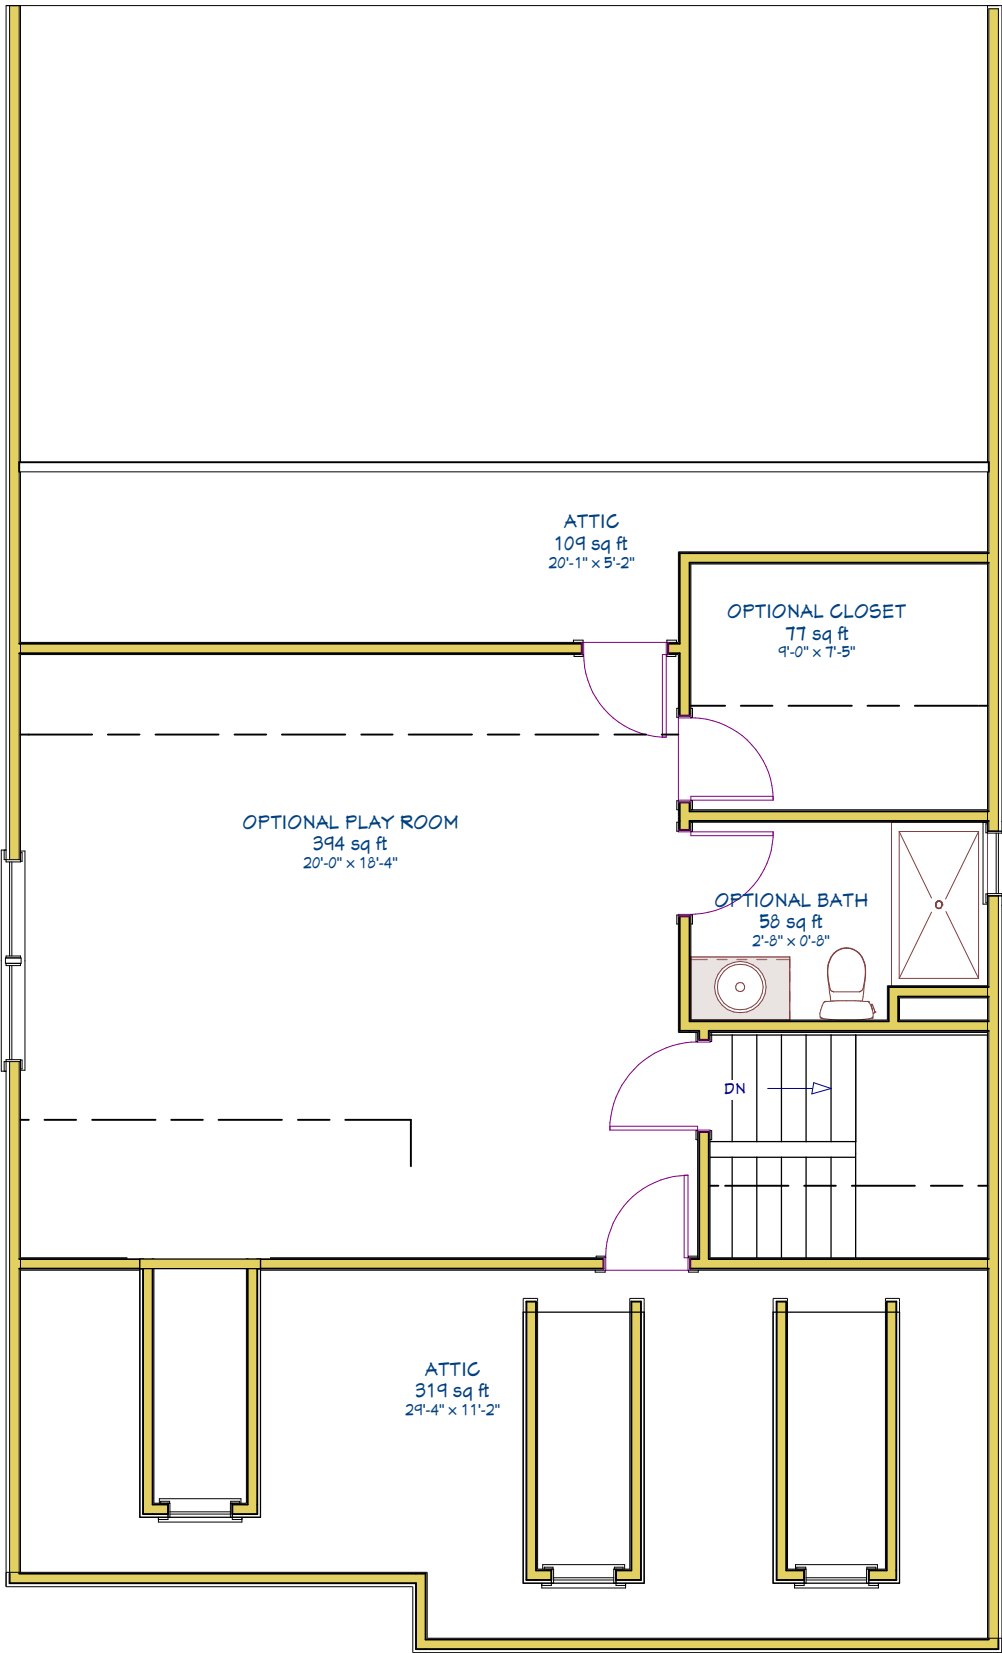 ATTIC
109 sq ft
20'-1" x 5'-2"
OPTIONAL CLOSET
77 sq ft
9'-0" x 7'-5"
OPTIONAL PLAY ROOM
394 sq ft
20'-0" x 18'-4"
OPTIONAL BATH
58 sq ft
2'-8" x 0'-8"
DN
ATTIC
319 sq ft
29'-4" x 11'-2"